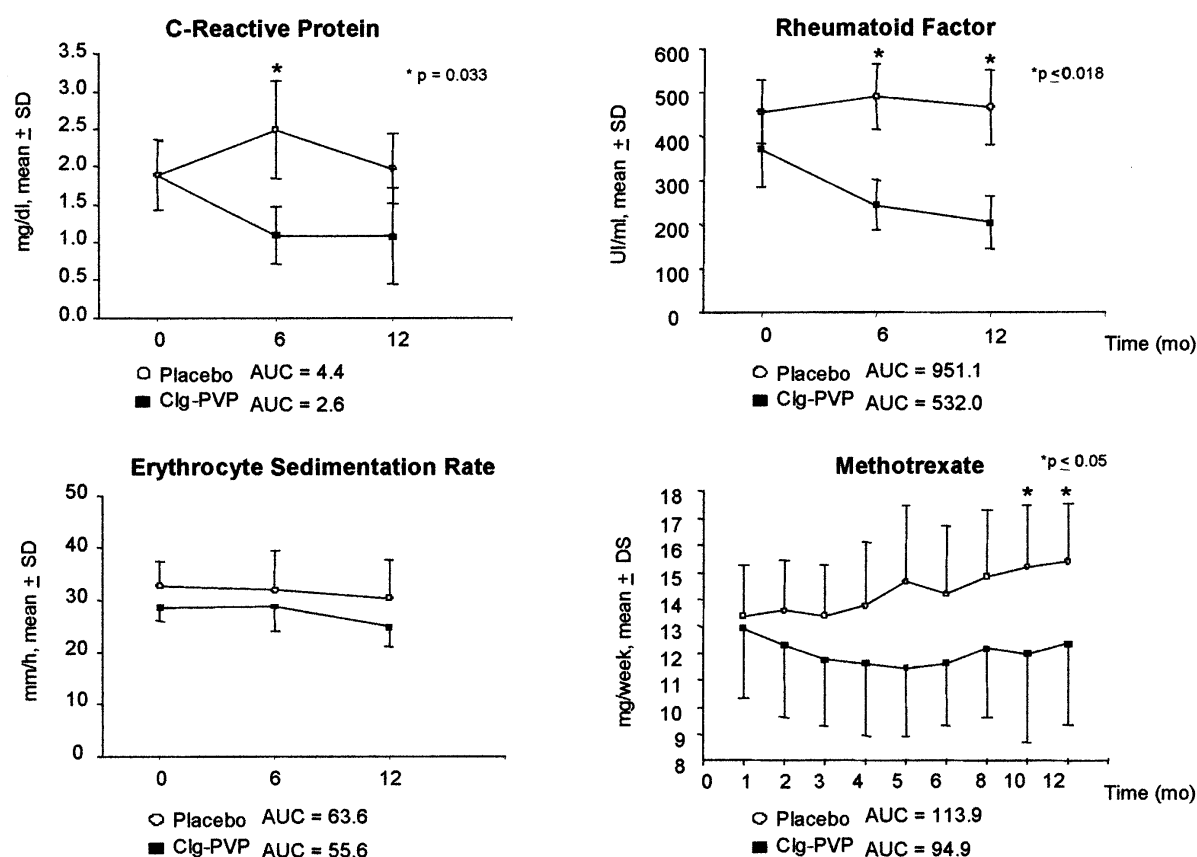 C-Reactive Protein
* p = 0.033
*
mg/dl, mean ± SD
3.5
3.0
2.5
2.0
1.5
1.0
0.5
0.0
0 6 12
Placebo AUC = 4.4
CIg-PVP AUC = 2.6
Rheumatoid Factor
*p≤0.018
* *
UI/ml, mean ± SD
600
500
400
300
200
100
0
0 6 12 Time (mo)
Placebo AUC = 951.1
CIg-PVP AUC = 532.0
Erythrocyte Sedimentation Rate
mm/h, mean ± SD
50
40
30
20
10
0
0 6 12
Placebo AUC = 63.6
CIg-PVP AUC = 55.6
Methotrexate
*p ≤ 0.05
* *
mg/week, mean ± DS
18
17
16
15
14
13
12
11
10
9
8
0 1 2 3 4 5 6 8 10 12 Time (mo)
Placebo AUC = 113.9
CIg-PVP AUC = 94.9